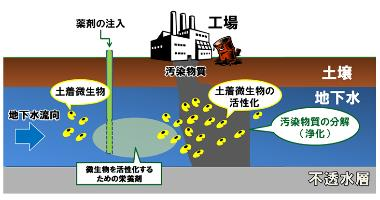 薬剤の注入
工場
汚染物質
土壌
土着微生物
土着微生物の
活性化
地下水
地下水流向
汚染物質の分解
(浄化)
微生物を活性化する
ための栄養剤
不透水層